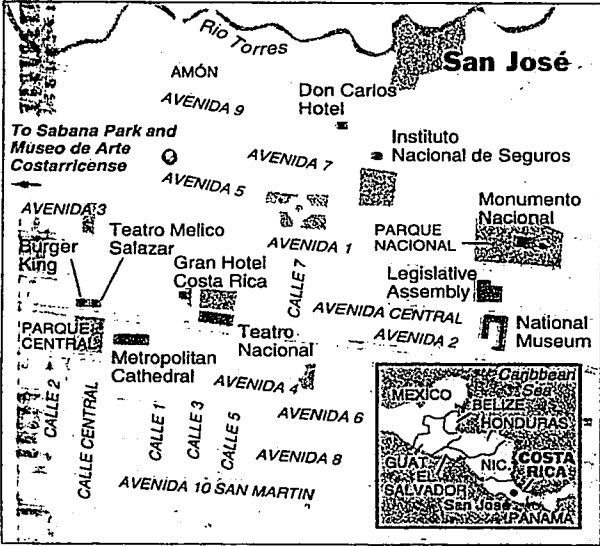 Rio Torres
San José
AMÓN
AVENIDA 9
Don Carlos
Hotel
To Sabana Park and
Museo de Arte
Costarricense
AVENIDA 7
Instituto
Nacional de Seguros
AVENIDA 5
AVENIDA 3
Monumento
Nacional
PARQUE
NACIONAL
Burger
King
Teatro Melico
Salazar
AVENIDA 1
Gran Hotel
Costa Rica
CALLE 7
Legislative
Assembly
AVENIDA CENTRAL
PARQUE
CENTRAL
AVENIDA 2
National
Museum
Teatro
Nacional
Metropolitan
Cathedral
AVENIDA 4
CALLE 2
CALLE CENTRAL
CALLE 1
CALLE 3
CALLE 5
AVENIDA 6
AVENIDA 8
AVENIDA 10 SAN MARTIN
Caribbean
Sea
MEXICO
BELIZE
HONDURAS
GUAT.
EL
SALVADOR
NIC.
COSTA
RICA
San José
PANAMA